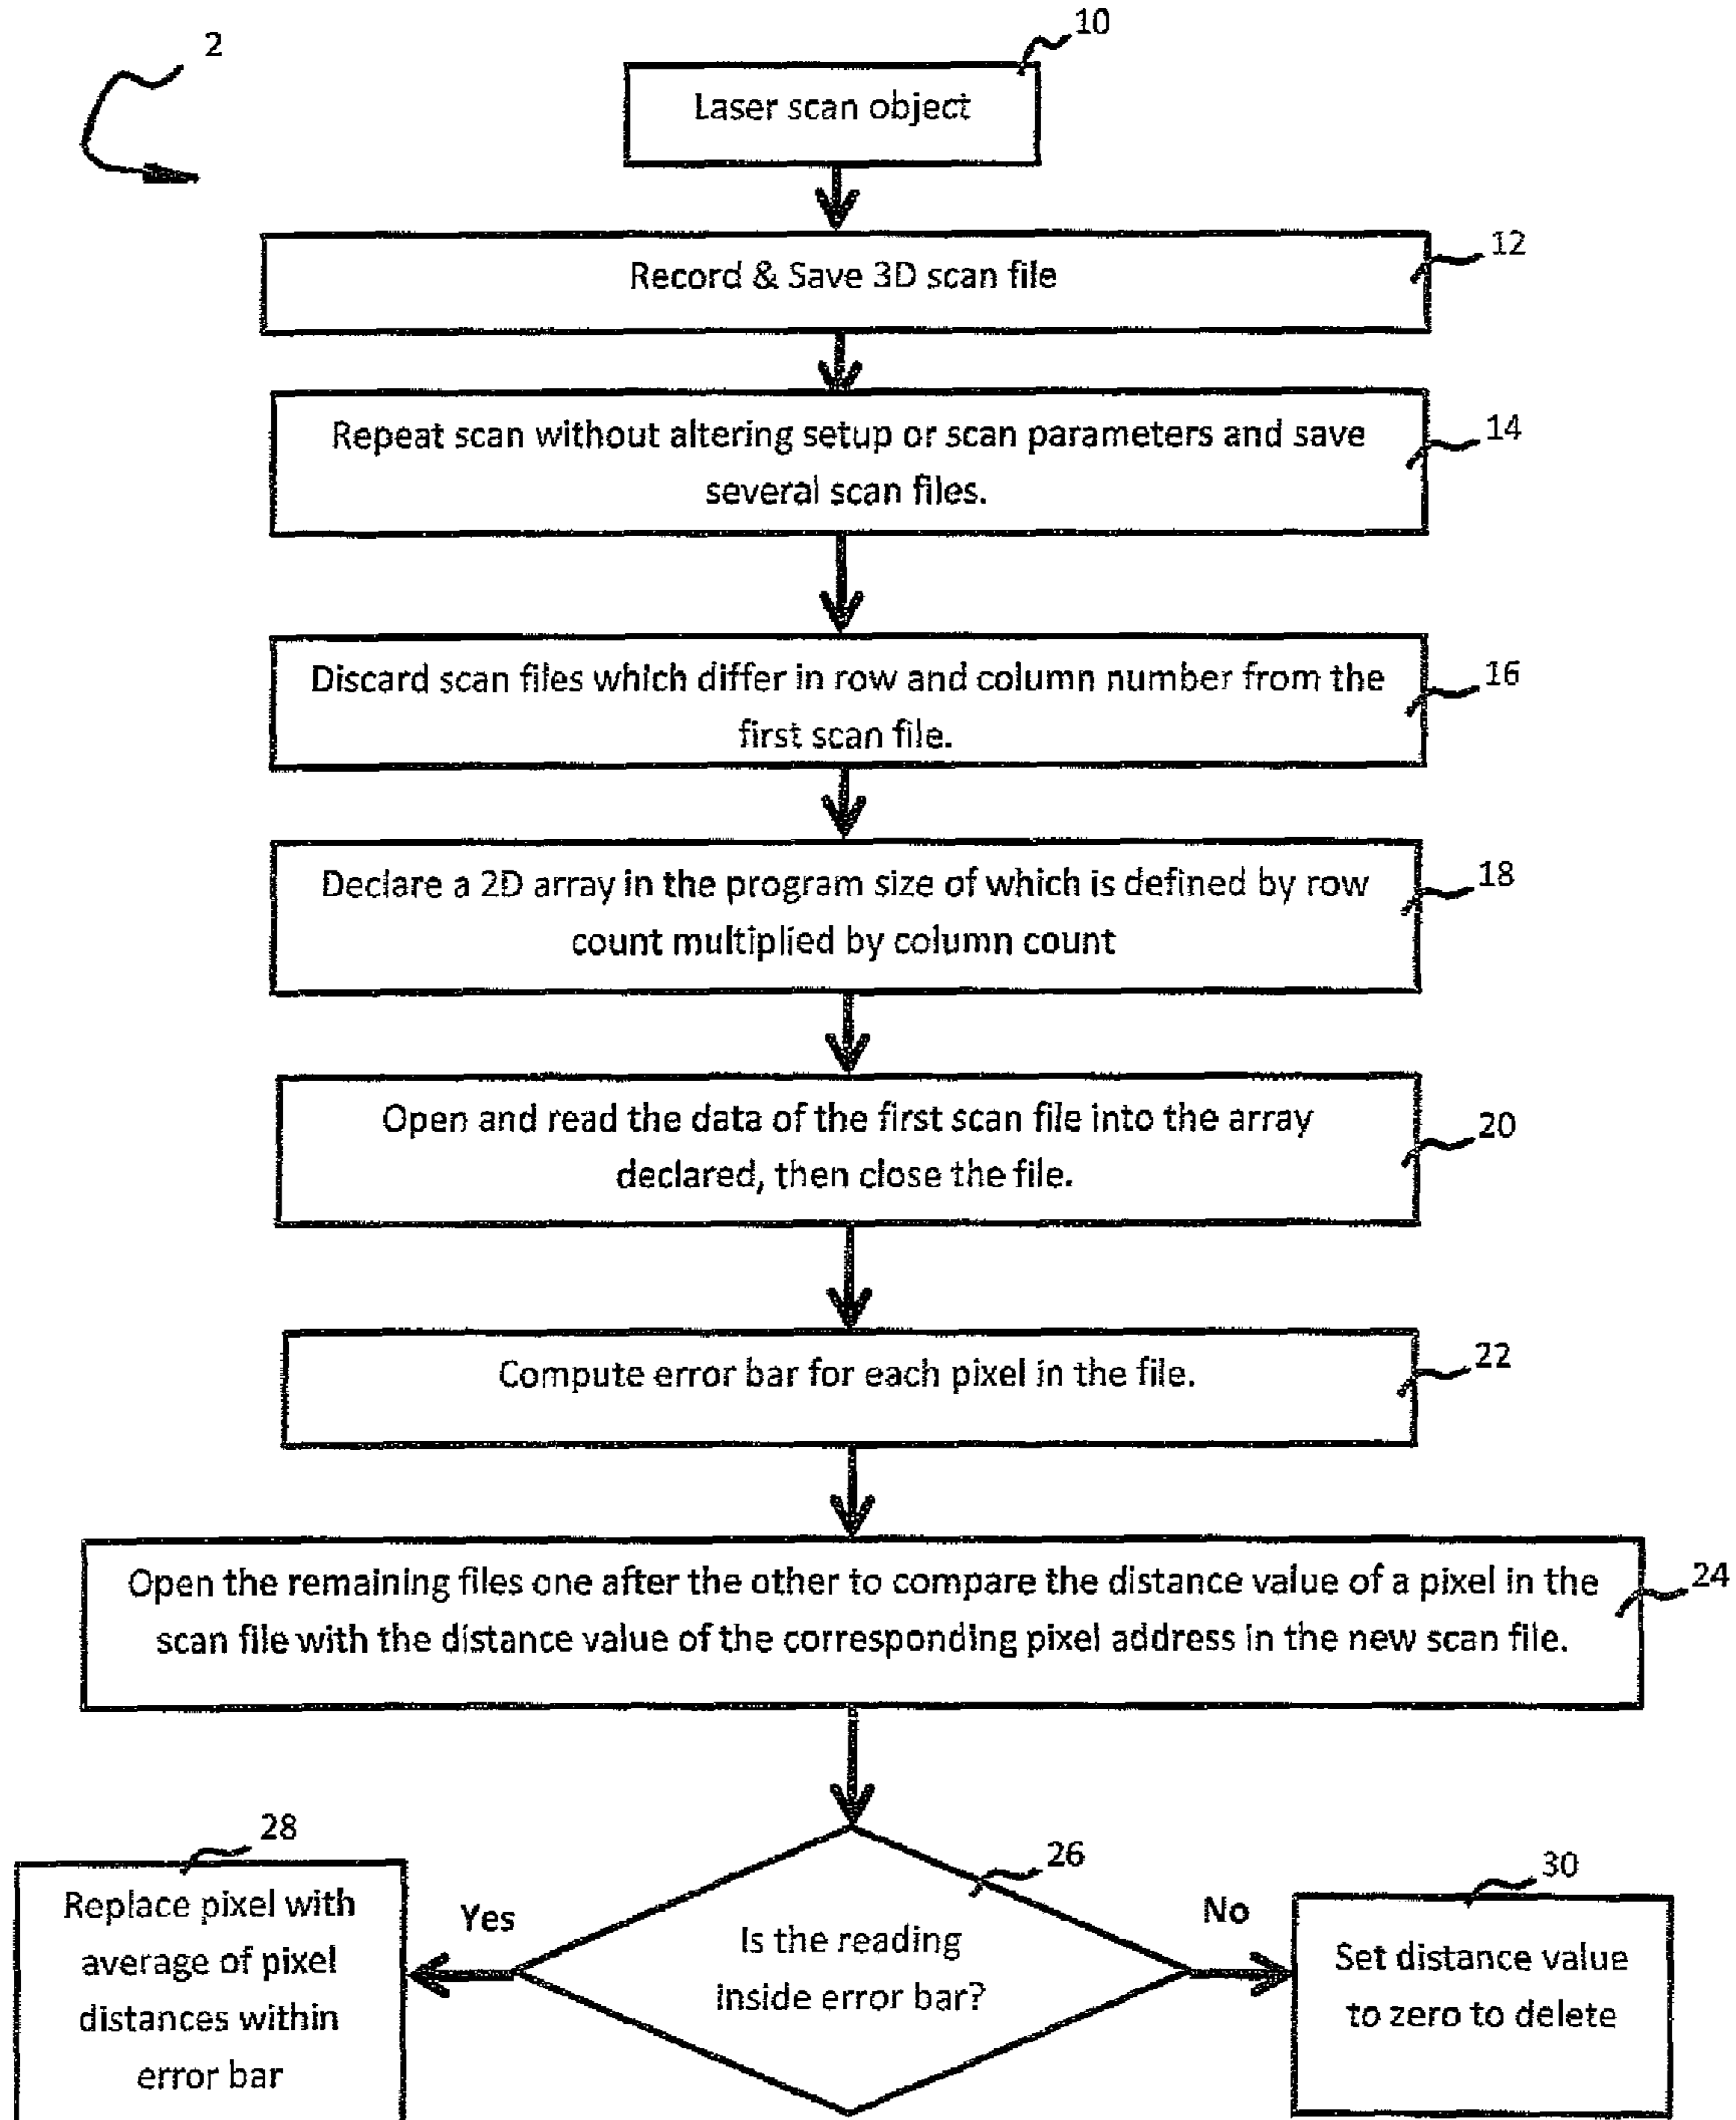 2
10
Laser scan object
12
Record & Save 3D scan file
14
Repeat scan without altering setup or scan parameters and save
several scan files.
16
Discard scan files which differ in row and column number from the
first scan file.
18
Declare a 2D array in the program size of which is defined by row
count multiplied by column count
20
Open and read the data of the first scan file into the array
declared, then close the file.
22
Compute error bar for each pixel in the file.
24
Open the remaining files one after the other to compare the distance value of a pixel in the
scan file with the distance value of the corresponding pixel address in the new scan file.
28
Replace pixel with
average of pixel
distances within
error bar
Yes
26
Is the reading
inside error bar?
No
30
Set distance value
to zero to delete